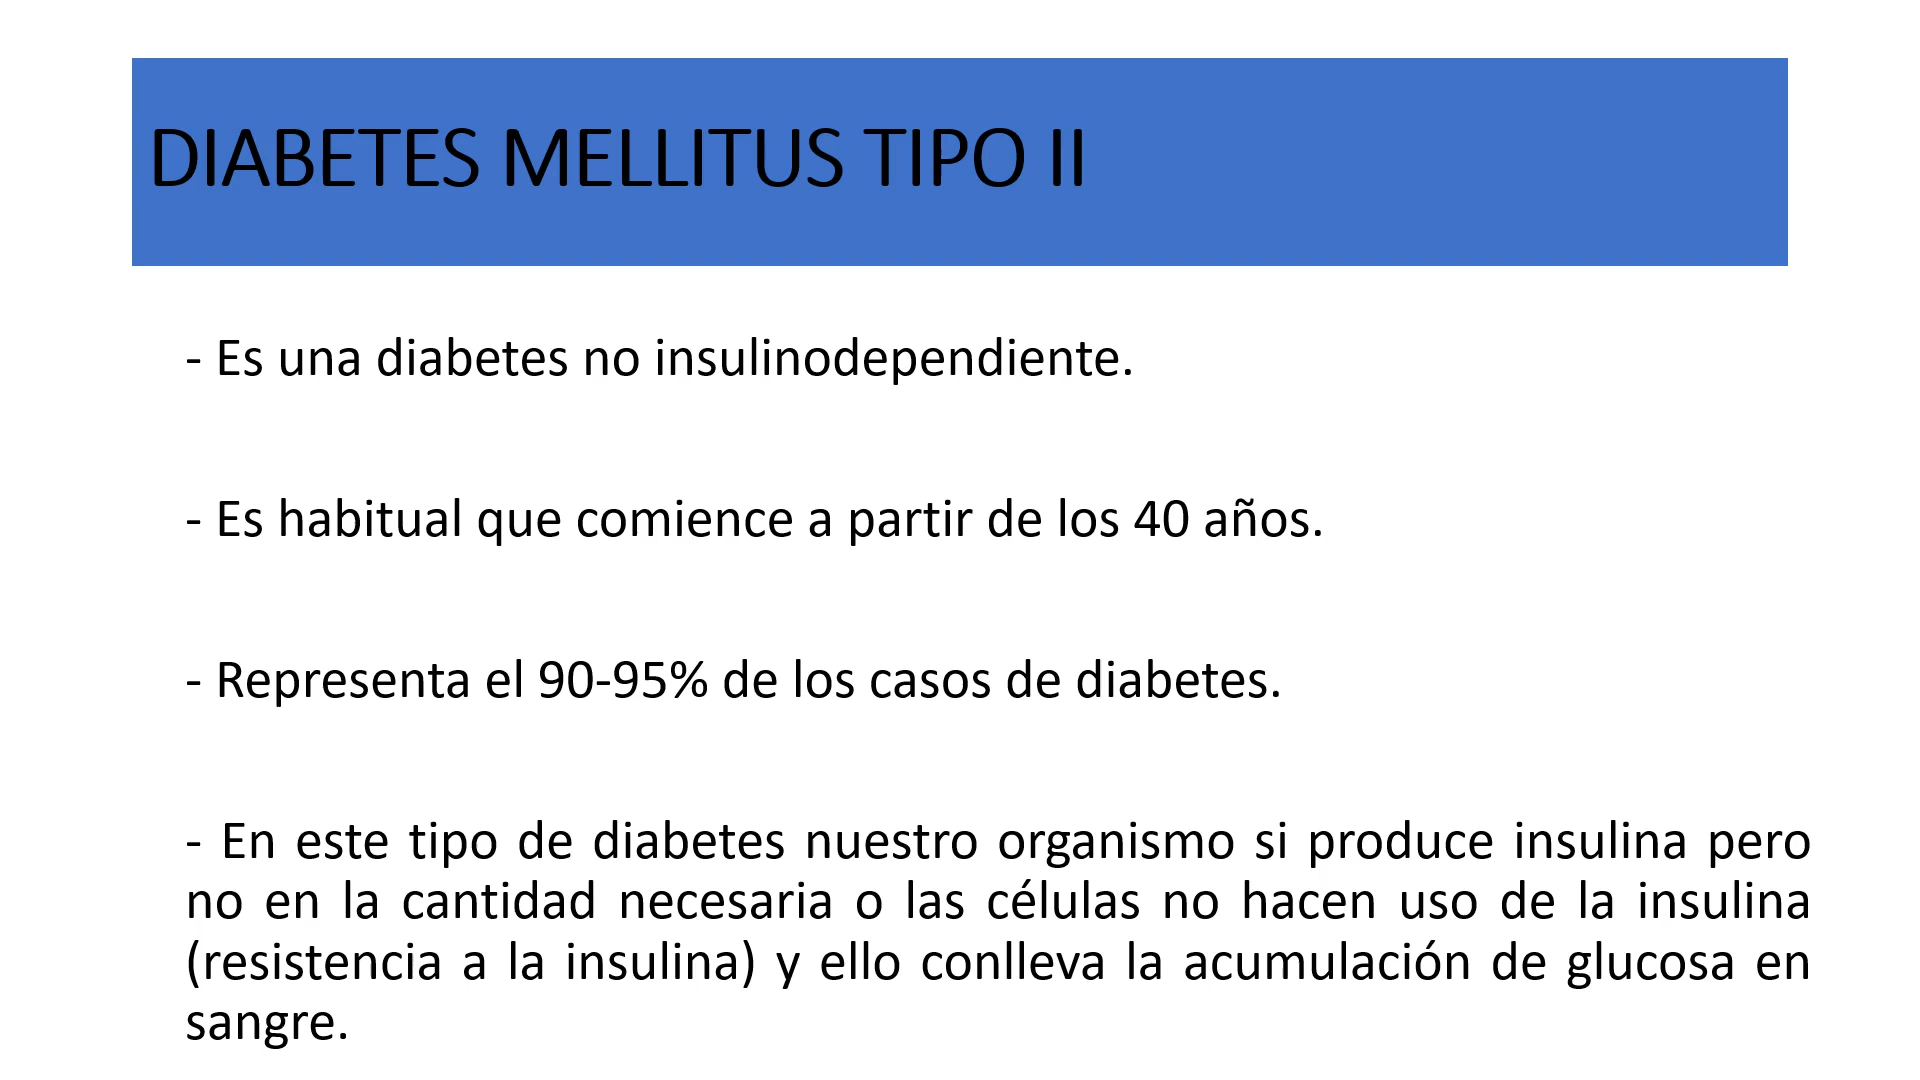 DIABETES MELLITUS TIPO II
- Es una diabetes no insulinodependiente.
- Es habitual que comience a partir de los 40 años.
- Representa el 90-95% de los casos de diabetes.
- En este tipo de diabetes nuestro organismo si produce insulina pero
no en la cantidad necesaria o las células no hacen uso de la insulina
(resistencia a la insulina) y ello conlleva la acumulación de glucosa en
sangre.